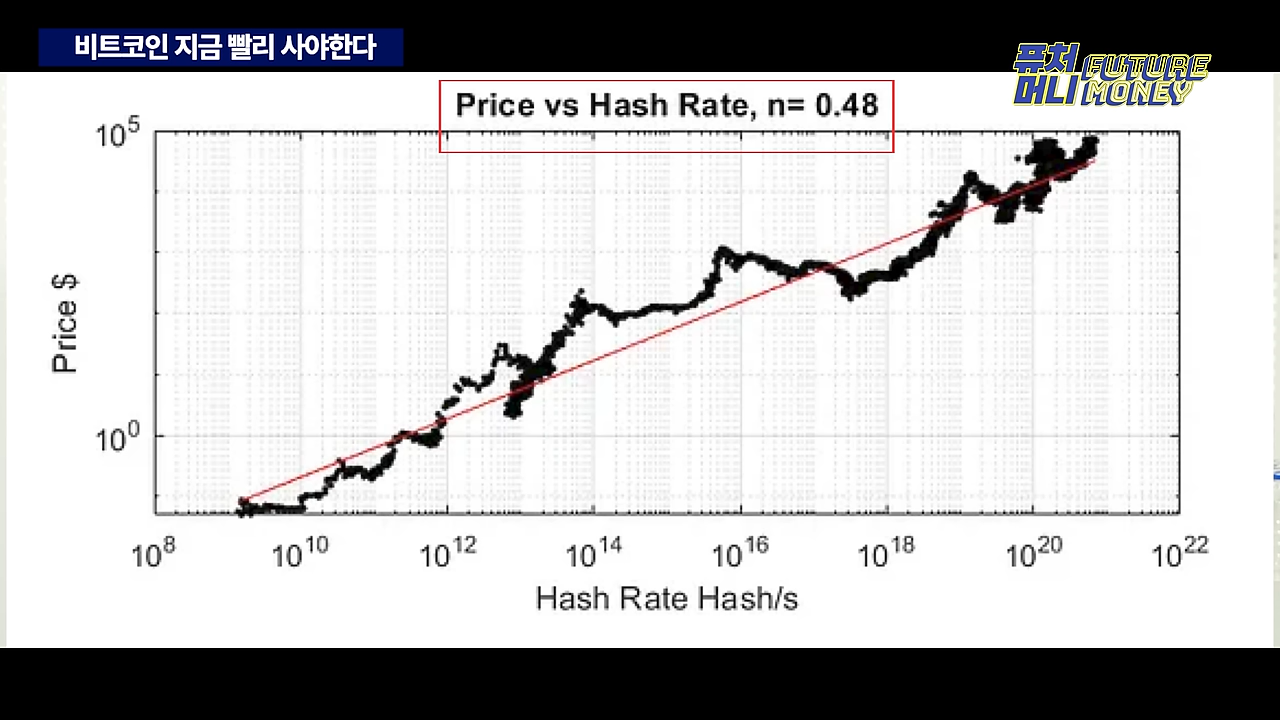 비트코인 지금 빨리 사야한다
퓨처 FUTURE
머니 MONEY
Price vs Hash Rate, n= 0.48
10^5
10^0
Price $
10^8 10^10 10^12 10^14 10^16 10^18 10^20 10^22
Hash Rate Hash/s